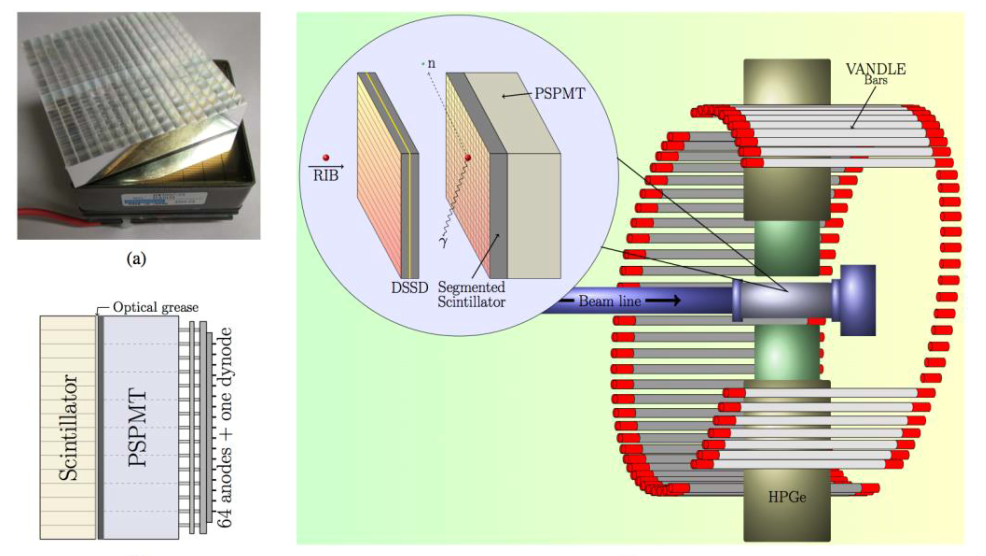 (a)
Optical grease
Scintillator
PSPMT
64 anodes + one dynode
n
PSPMT
RIB
γ
DSSD
Segmented
Scintillator
Beam line
VANDLE
Bars
HPGe